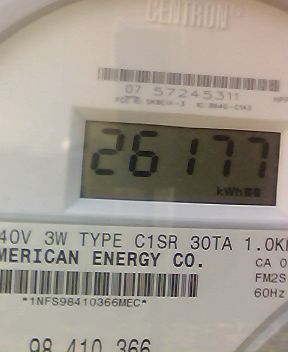 CENTRON®
07 57245311
26177
kWh
40V 3W TYPE C1SR 30TA 1.0K
MERICAN ENERGY CO.
CA 0
FM2S
*1NFS98410366MEC*
60Hz
98 410 366